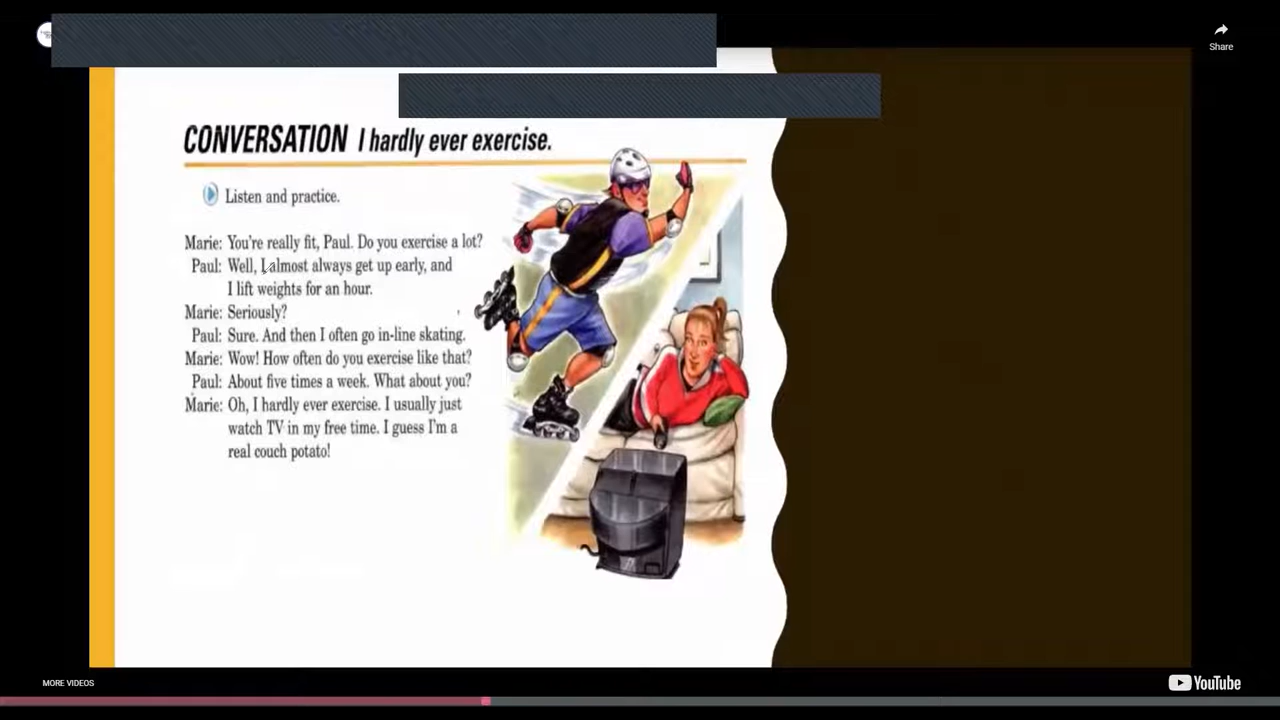 Share
CONVERSATION I hardly ever exercise.
Listen and practice.
Marie: You're really fit, Paul. Do you exercise a lot?
Paul: Well, I almost always get up early, and
I lift weights for an hour.
Marie: Seriously?
Paul: Sure. And then I often go in-line skating.
Marie: Wow! How often do you exercise like that?
Paul: About five times a week. What about you?
Marie: Oh, I hardly ever exercise. I usually just
watch TV in my free time. I guess I'm a
real couch potato!
MORE VIDEOS
YouTube